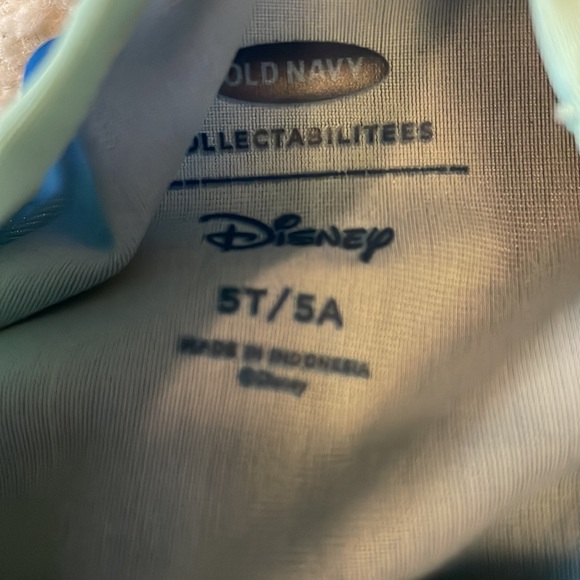 OLD NAVY
OLLECTABILITEES
Disney
5T/5A
MADE IN INDONESIA
©Disney